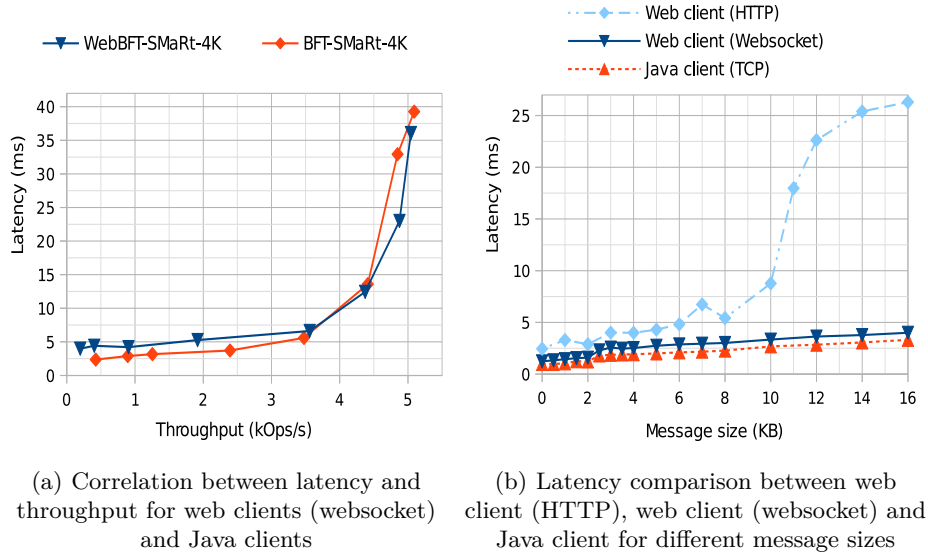 WebBFT-SMaRt-4K
BFT-SMaRt-4K
Latency (ms)
40
35
30
25
20
15
10
5
0
0 1 2 3 4 5
Throughput (kOps/s)
(a) Correlation between latency and
throughput for web clients (websocket)
and Java clients
Web client (HTTP)
Web client (Websocket)
Java client (TCP)
Latency (ms)
25
20
15
10
5
0
0 2 4 6 8 10 12 14 16
Message size (KB)
(b) Latency comparison between web
client (HTTP), web client (websocket) and
Java client for different message sizes